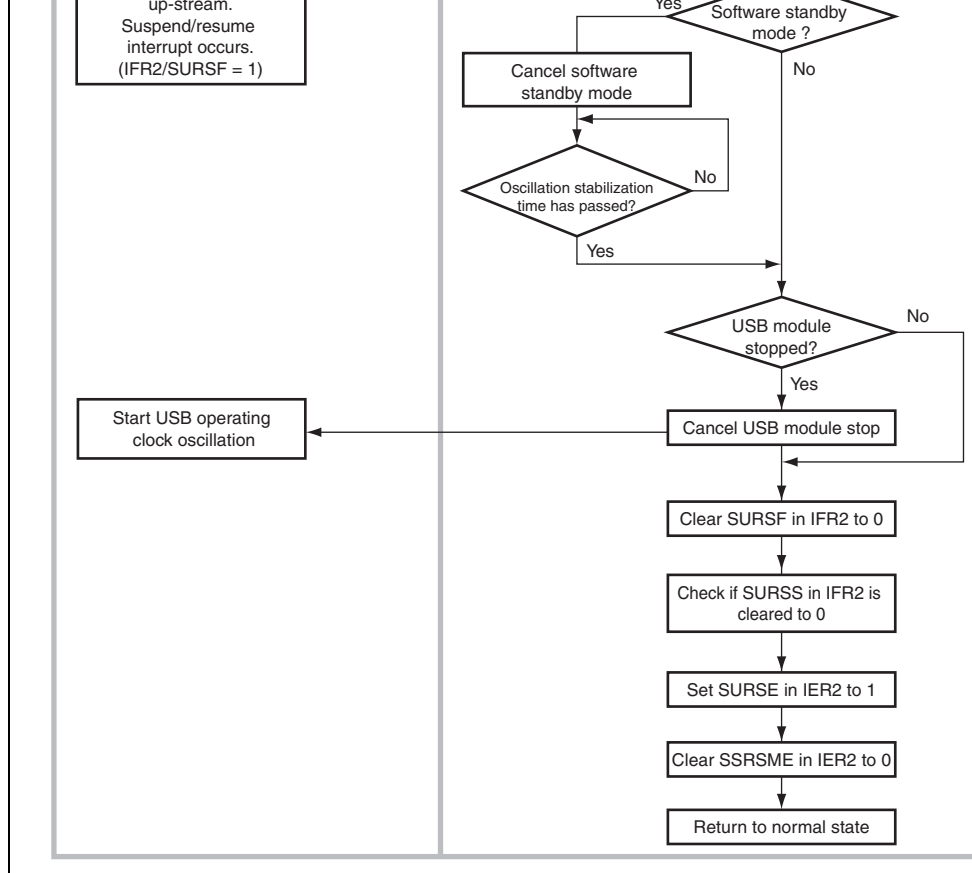 up-stream.
Suspend/resume
interrupt occurs.
(IFR2/SURSF = 1)
Yes
Software standby
mode ?
No
Cancel software
standby mode
Oscillation stabilization
time has passed?
No
Yes
USB module
stopped?
No
Yes
Start USB operating
clock oscillation
Cancel USB module stop
Clear SURSF in IFR2 to 0
Check if SURSS in IFR2 is
cleared to 0
Set SURSE in IER2 to 1
Clear SSRSME in IER2 to 0
Return to normal state